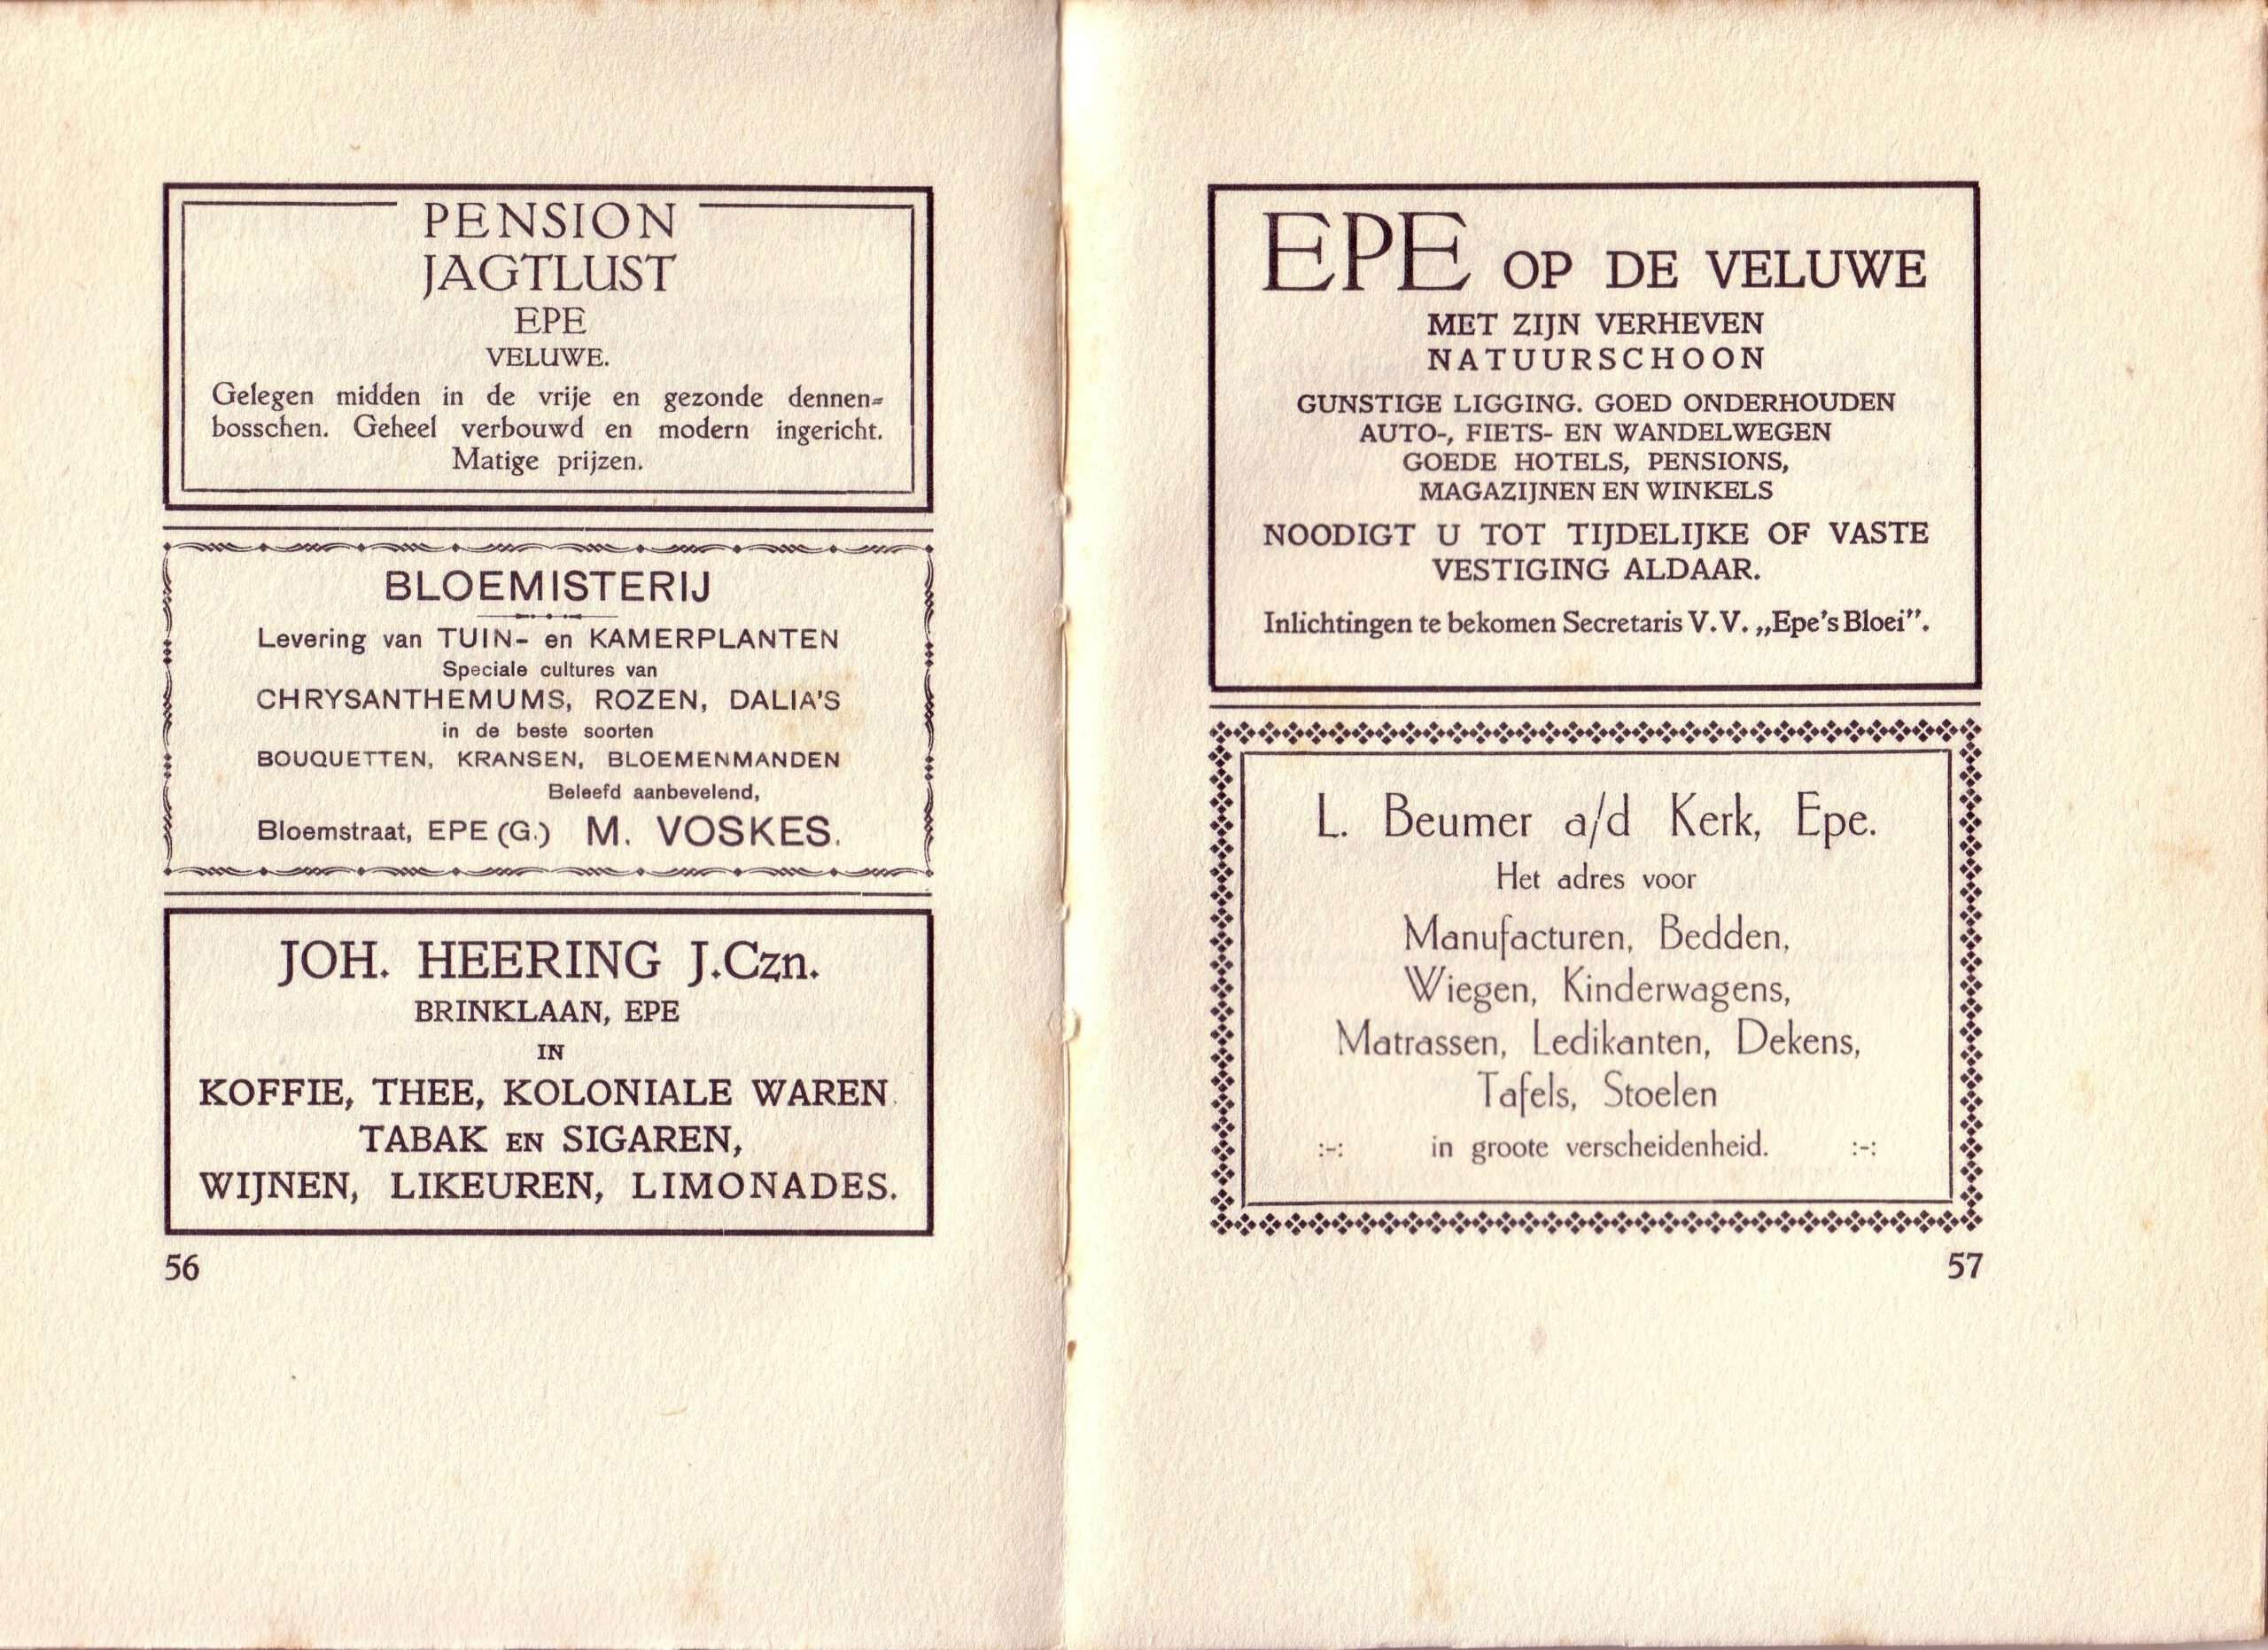 PENSION
JAGTLUST
EPE
VELUWE.
Gelegen midden in de vrije en gezonde dennen=
bosschen. Geheel verbouwd en modern ingericht.
Matige prijzen.
BLOEMISTERIJ
Levering van TUIN- en KAMERPLANTEN
Speciale cultures van
CHRYSANTHEMUMS, ROZEN, DALIA'S
in de beste soorten
BOUQUETTEN, KRANSEN, BLOEMENMANDEN
Beleefd aanbevelend,
Bloemstraat, EPE (G.) M. VOSKES.
JOH. HEERING J.Czn.
BRINKLAAN, EPE
IN
KOFFIE, THEE, KOLONIALE WAREN.
TABAK EN SIGAREN,
WIJNEN, LIKEUREN, LIMONADES.
56
EPE OP DE VELUWE
MET ZIJN VERHEVEN
NATUURSCHOON
GUNSTIGE LIGGING. GOED ONDERHOUDEN
AUTO-, FIETS- EN WANDELWEGEN
GOEDE HOTELS, PENSIONS,
MAGAZIJNEN EN WINKELS
NOODIGT U TOT TIJDELIJKE OF VASTE
VESTIGING ALDAAR.
Inlichtingen te bekomen Secretaris V.V. „Epe's Bloei".
L. Beumer a/d Kerk, Epe.
Het adres voor
Manufacturen, Bedden,
Wiegen, Kinderwagens,
Matrassen, Ledikanten, Dekens,
Tafels, Stoelen
:-: in groote verscheidenheid. :-:
57